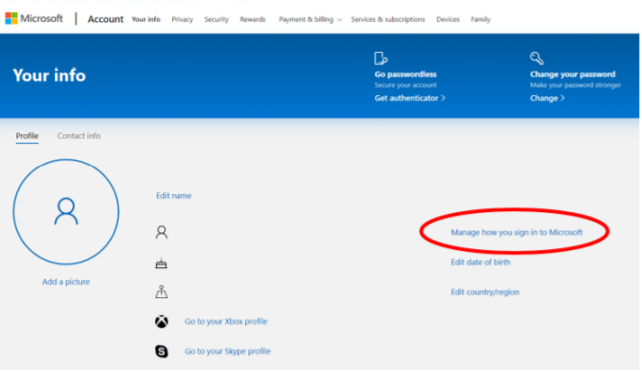 Microsoft Account Your info Privacy Security Rewards Payment & billing Services & subscriptions Devices Family
Your info
Go passwordless
Secure your account
Get authenticator >
Change your password
Make your password stronger
Change >
Profile Contact info
Add a picture
Edit name
Manage how you sign in to Microsoft
Edit date of birth
Edit country/region
Go to your Xbox profile
Go to your Skype profile